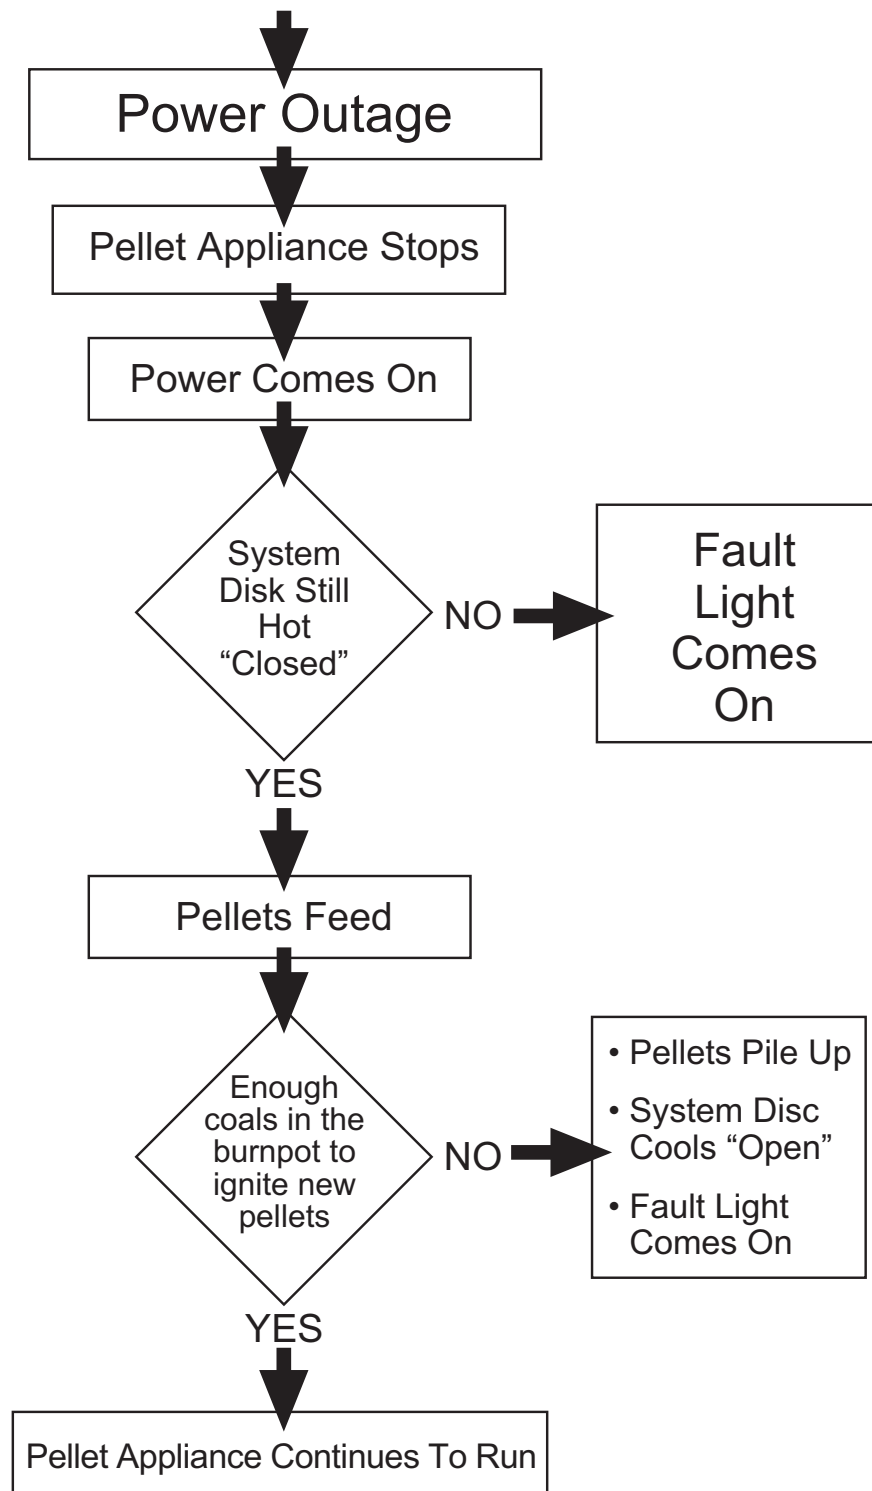 Power Outage
Pellet Appliance Stops
Power Comes On
System
Disk Still
Hot
“Closed”
NO
Fault
Light
Comes
On
YES
Pellets Feed
Enough
coals in the
burnpot to
ignite new
pellets
NO
• Pellets Pile Up
• System Disc
Cools “Open”
• Fault Light
Comes On
YES
Pellet Appliance Continues To Run